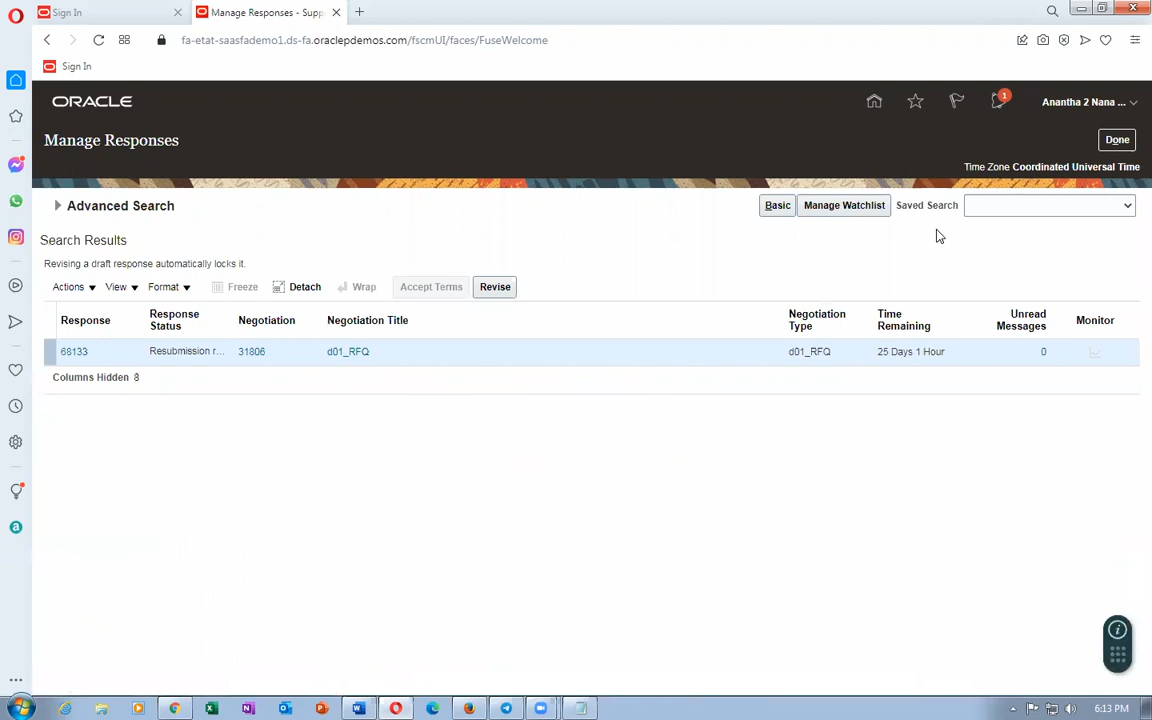 Sign In
Manage Responses - Supp
fa-etat-saasfademo1.ds-fa.oraclepdemos.com/fscmUI/faces/FuseWelcome
Sign In
ORACLE
1
Anantha 2 Nana ...
Manage Responses
Done
Time Zone Coordinated Universal Time
Advanced Search
Basic
Manage Watchlist
Saved Search
Search Results
Revising a draft response automatically locks it.
Actions View Format Freeze Detach Wrap Accept Terms Revise
Response Response Status Negotiation Negotiation Title Negotiation Type Time Remaining Unread Messages Monitor
68133 Resubmission r... 31806 d01_RFQ d01_RFQ 25 Days 1 Hour 0
Columns Hidden 8
6:13 PM